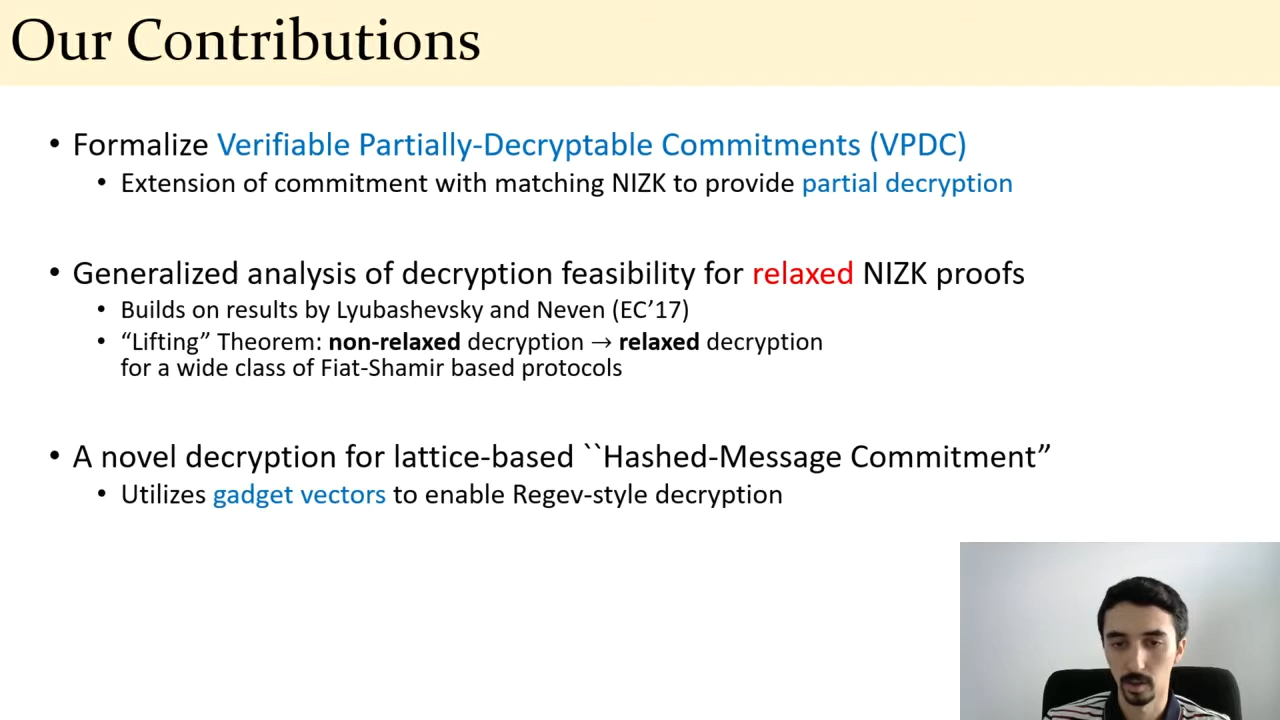 Our Contributions
• Formalize Verifiable Partially-Decryptable Commitments (VPDC)
• Extension of commitment with matching NIZK to provide partial decryption
• Generalized analysis of decryption feasibility for relaxed NIZK proofs
• Builds on results by Lyubashevsky and Neven (EC’17)
• “Lifting” Theorem: non-relaxed decryption → relaxed decryption
for a wide class of Fiat-Shamir based protocols
• A novel decryption for lattice-based ``Hashed-Message Commitment”
• Utilizes gadget vectors to enable Regev-style decryption